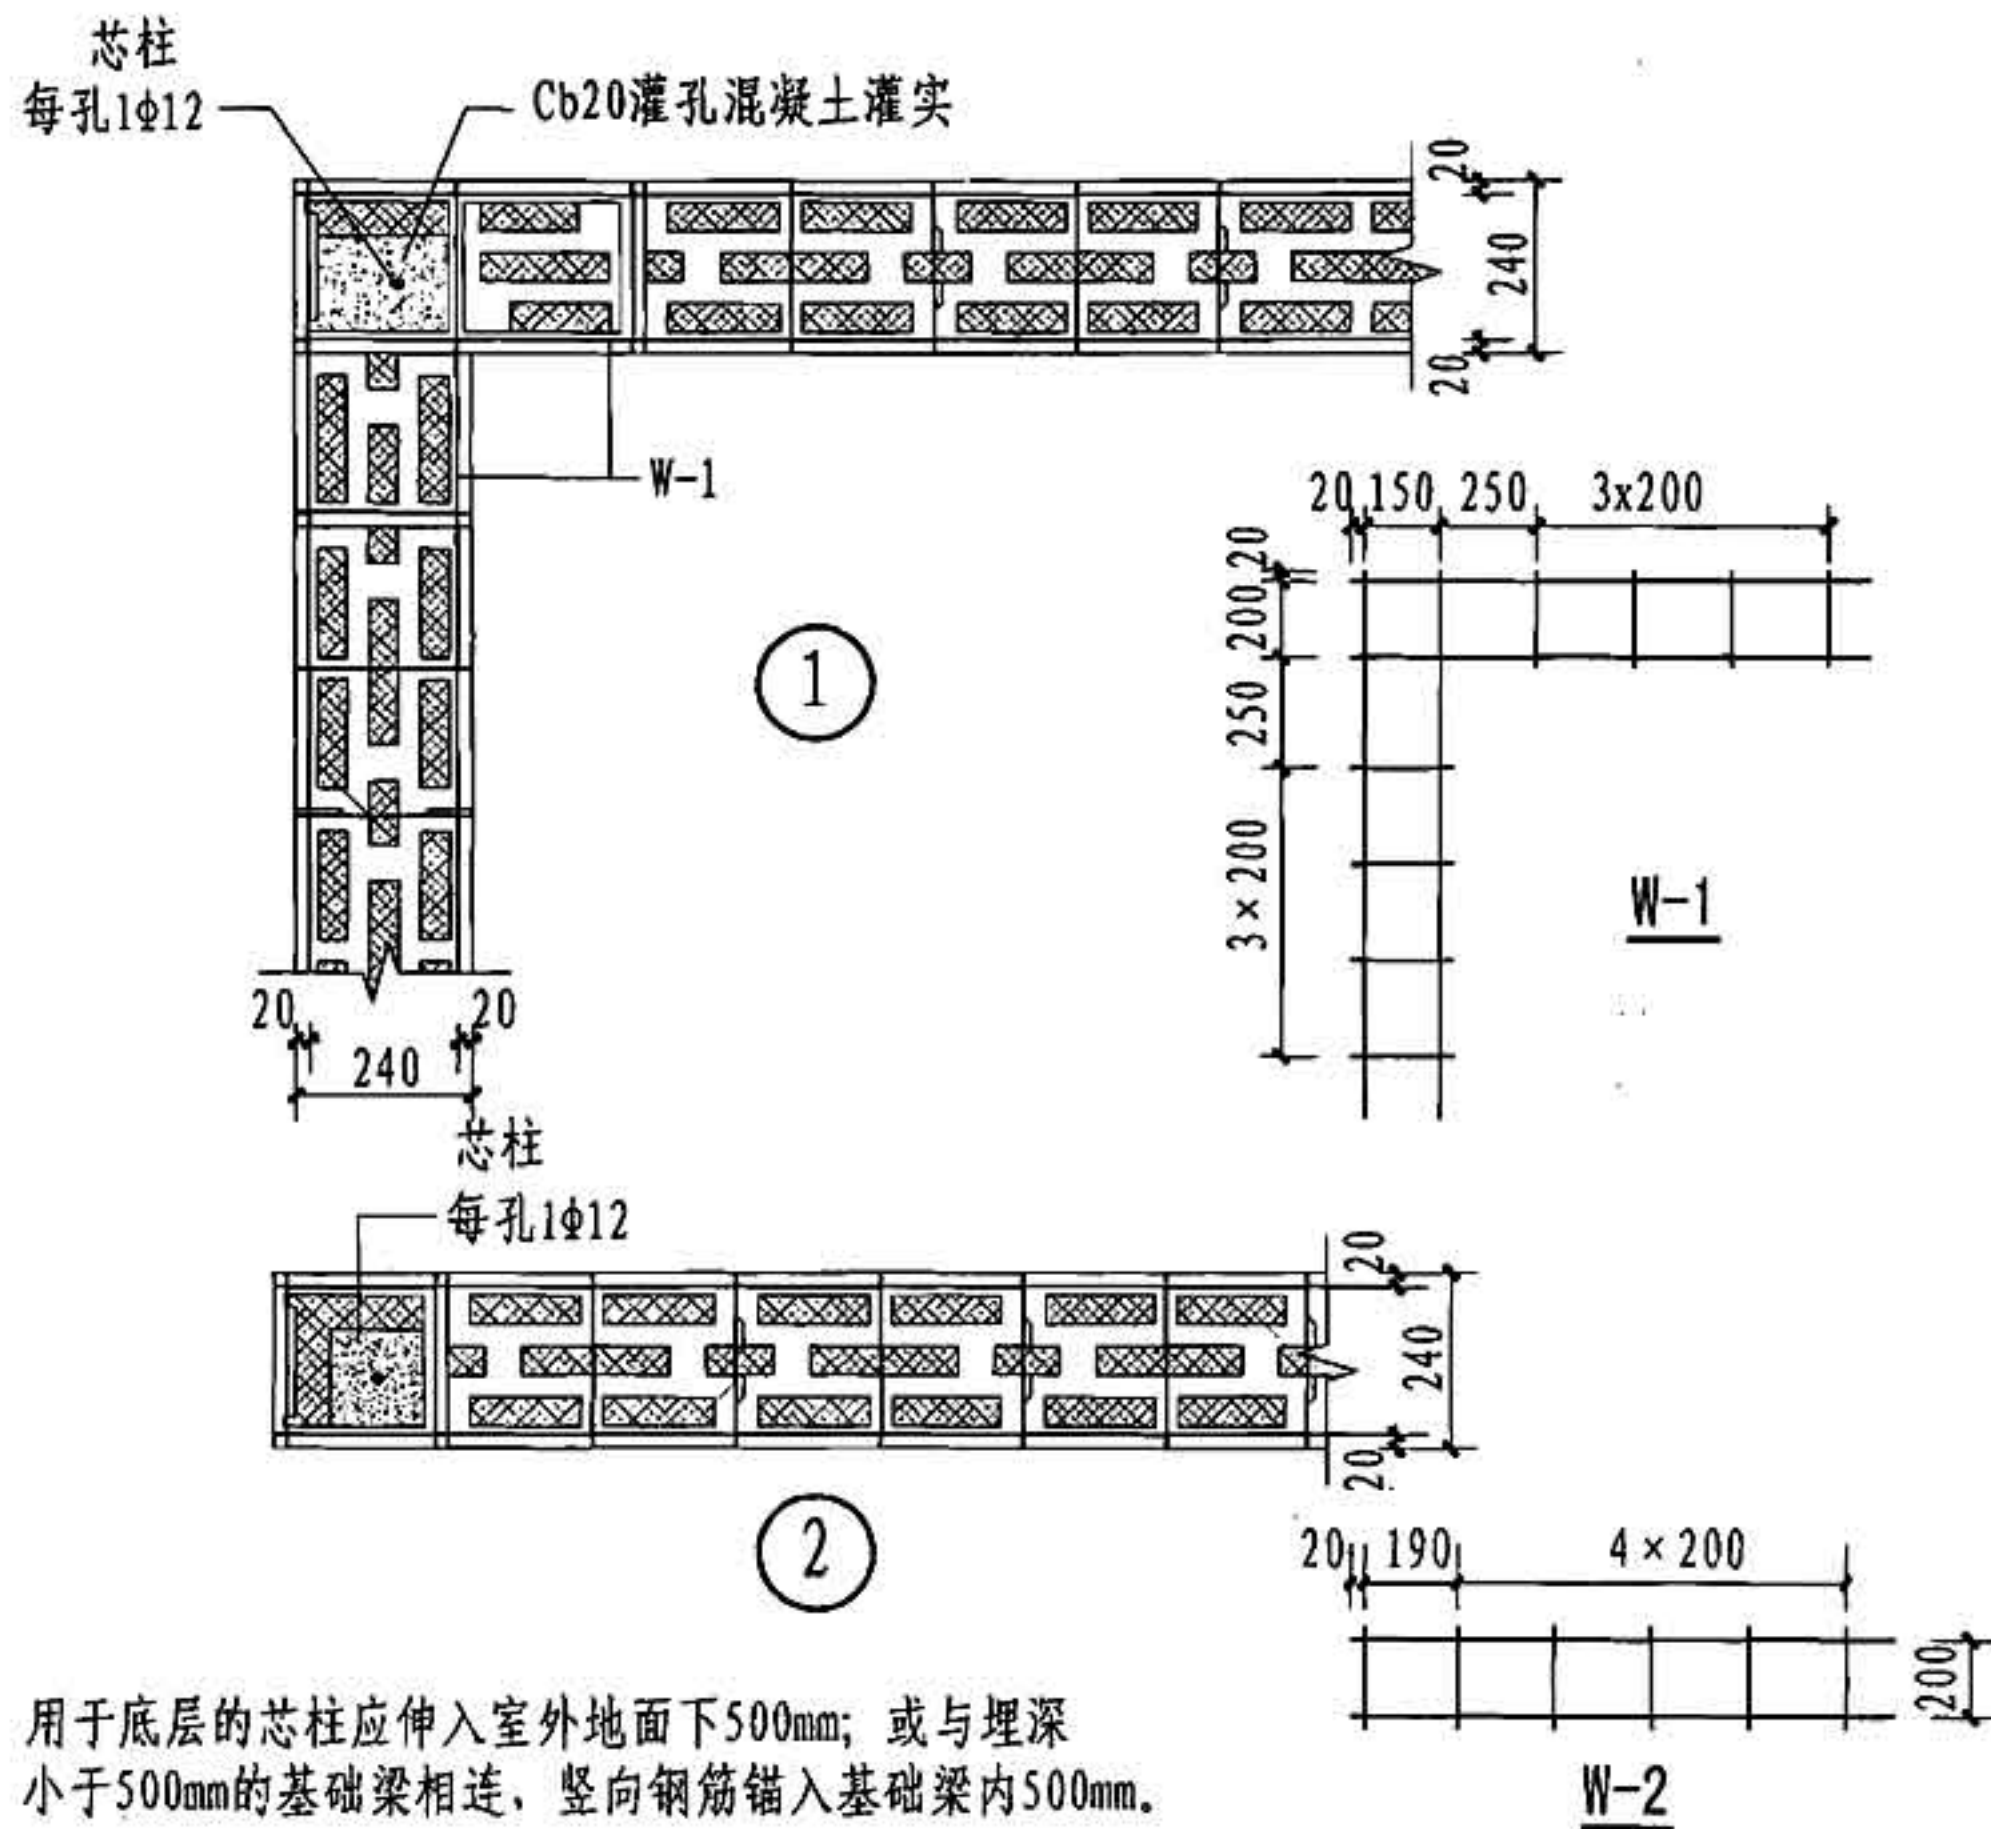 芯柱
每孔1Φ12
Cb20灌孔混凝土灌实
20
240
20
W-1
20 150 250 3x200
20
200
250
3×200
W-1
1
20 20
240
芯柱
每孔1Φ12
20
240
20
2
20 190 4×200
200
W-2
用于底层的芯柱应伸入室外地面下500mm; 或与埋深
小于500mm的基础梁相连、竖向钢筋锚入基础梁内500mm。